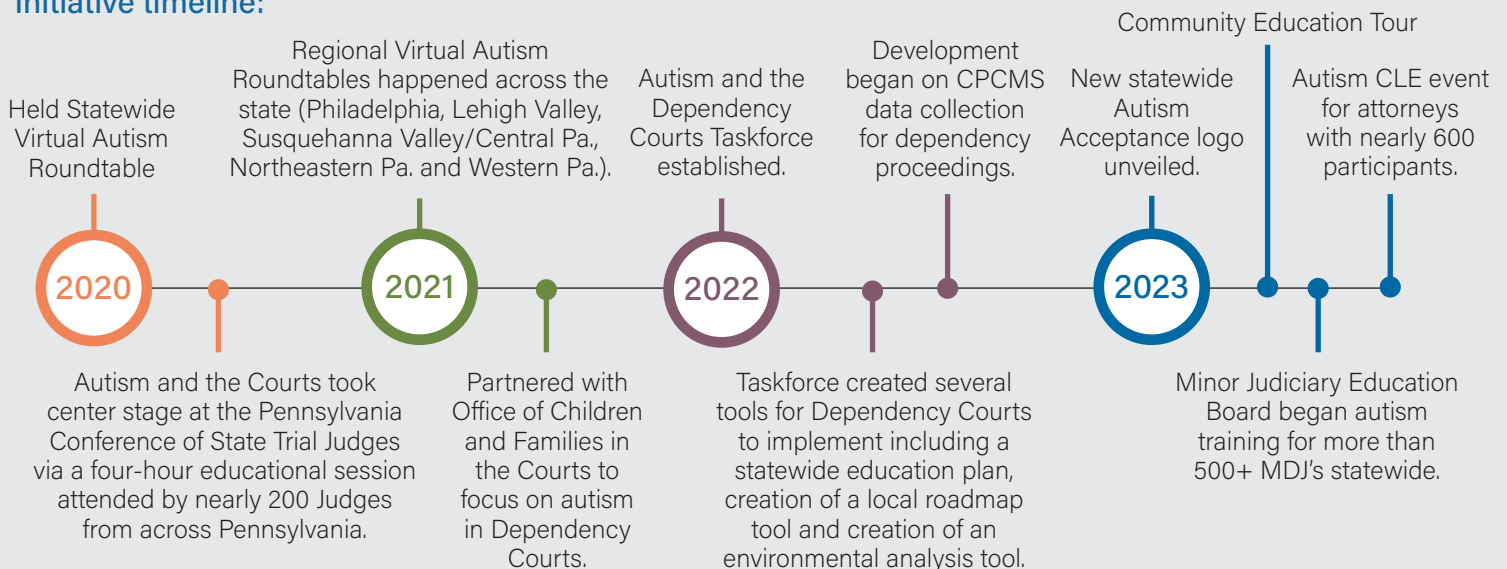 Initiative timeline:
Held Statewide
Virtual Autism
Roundtable
2020
Autism and the Courts took
center stage at the Pennsylvania
Conference of State Trial Judges
via a four-hour educational session
attended by nearly 200 Judges
from across Pennsylvania.
Regional Virtual Autism
Roundtables happened across the
state (Philadelphia, Lehigh Valley,
Susquehanna Valley/Central Pa.,
Northeastern Pa. and Western Pa.).
2021
Partnered with
Office of Children
and Families in
the Courts to
focus on autism
in Dependency
Courts.
Autism and the
Dependency
Courts Taskforce
established.
2022
Taskforce created several
tools for Dependency Courts
to implement including a
statewide education plan,
creation of a local roadmap
tool and creation of an
environmental analysis tool.
Development
began on CPCMS
data collection
for dependency
proceedings.
New statewide
Autism
Acceptance logo
unveiled.
2023
Community Education Tour
Minor Judiciary Education
Board began autism
training for more than
500+ MDJ's statewide.
Autism CLE event
for attorneys
with nearly 600
participants.